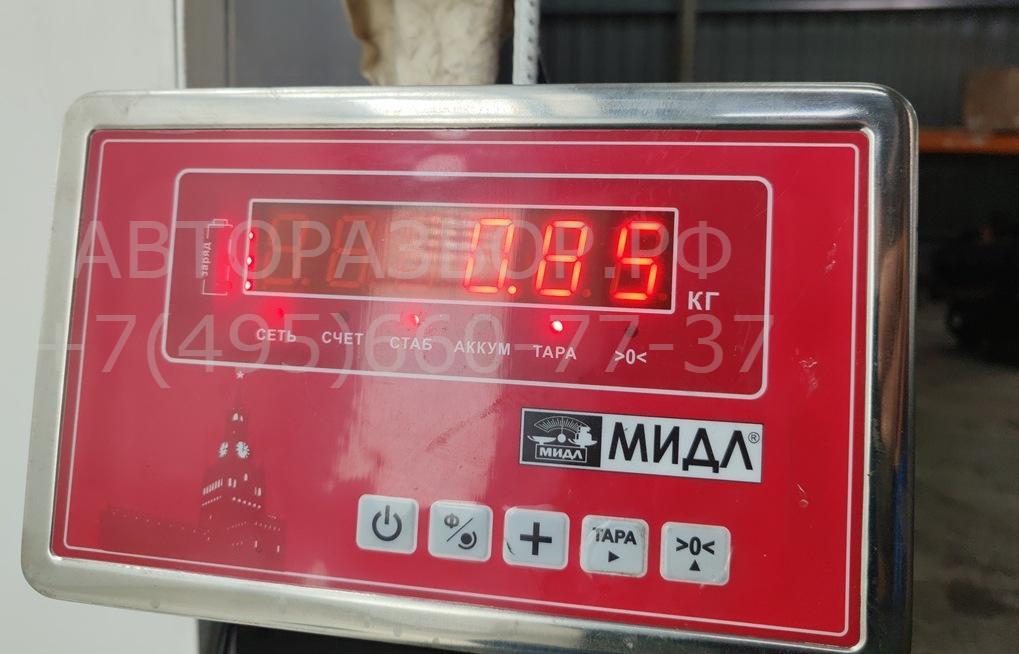 АВТОРАЗБОР.РФ
+7(495)660-77-37
заряд
0.85
КГ
СЕТЬ СЧЕТ СТАБ АККУМ ТАРА >0<
МИДЛ
МИДЛ®
Ф
ТАРА
>0<